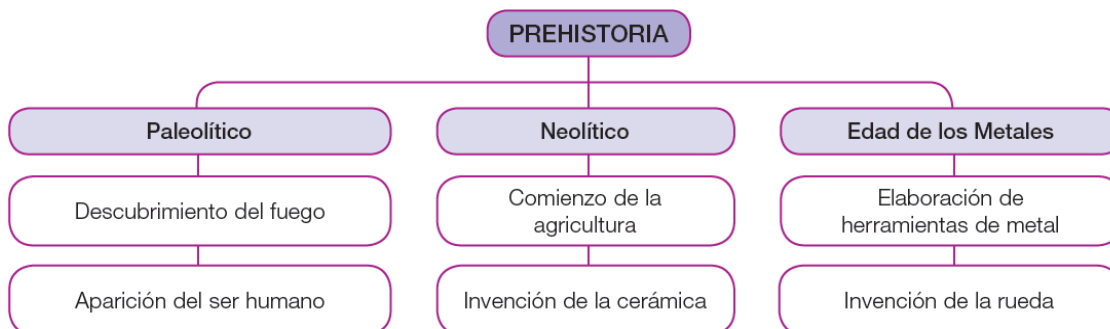 PREHISTORIA
Paleolítico
Neolítico
Edad de los Metales
Descubrimiento del fuego
Comienzo de la
agricultura
Elaboración de
herramientas de metal
Aparición del ser humano
Invención de la cerámica
Invención de la rueda